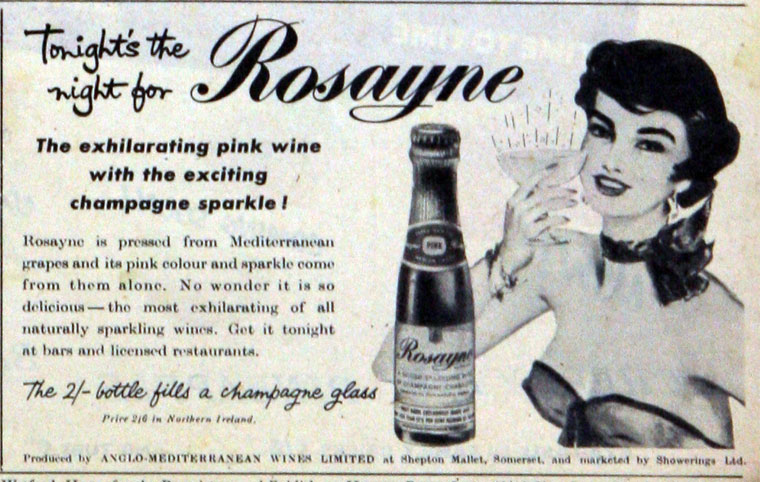 Tonight's the
night for
Rosayne
The exhilarating pink wine
with the exciting
champagne sparkle!
Rosayne is pressed from Mediterranean
grapes and its pink colour and sparkle come
from them alone. No wonder it is so
delicious — the most exhilarating of all
naturally sparkling wines. Get it tonight
at bars and licensed restaurants.
The 2/- bottle fills a champagne glass
Price 2/6 in Northern Ireland.
PINK
Rosayne
Produced by ANGLO-MEDITERRANEAN WINES LIMITED at Shepton Mallet, Somerset, and marketed by Showerings Ltd.